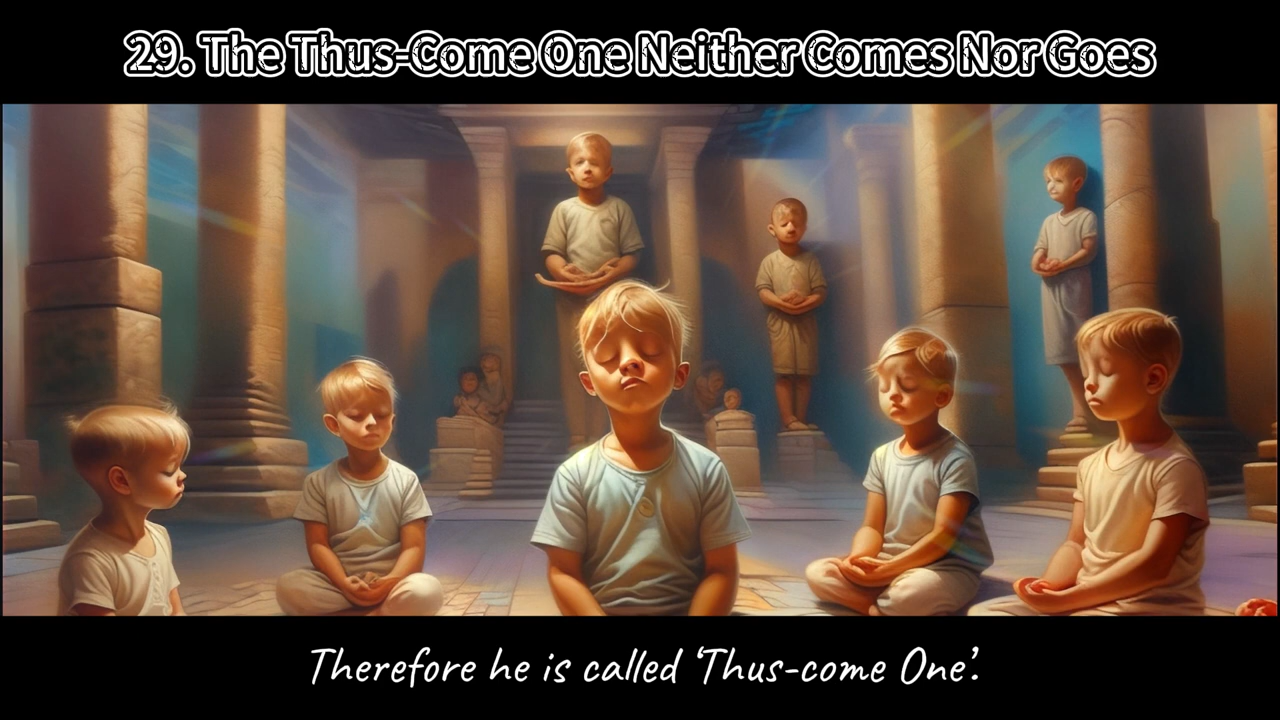 29. The Thus-Come One Neither Comes Nor Goes
Therefore he is called ‘Thus-come One’.